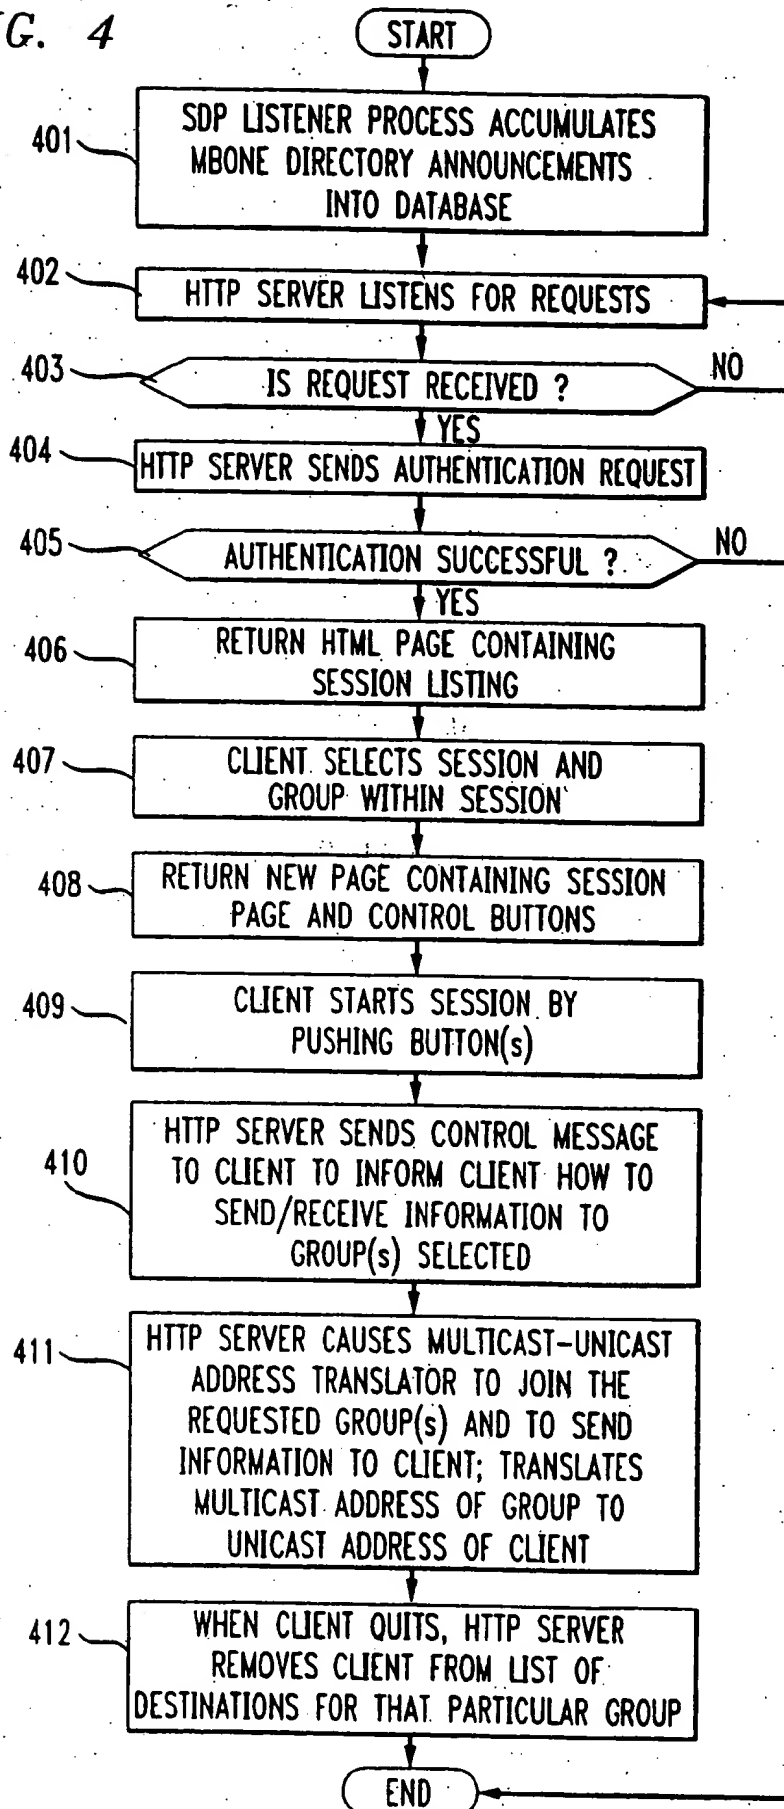 G. 4
START
401
SDP LISTENER PROCESS ACCUMULATES
MBONE DIRECTORY ANNOUNCEMENTS
INTO DATABASE
402
HTTP SERVER LISTENS FOR REQUESTS
403
IS REQUEST RECEIVED ?
NO
YES
404
HTTP SERVER SENDS AUTHENTICATION REQUEST
405
AUTHENTICATION SUCCESSFUL ?
NO
YES
406
RETURN HTML PAGE CONTAINING
SESSION LISTING
407
CLIENT SELECTS SESSION AND
GROUP WITHIN SESSION
408
RETURN NEW PAGE CONTAINING SESSION
PAGE AND CONTROL BUTTONS
409
CLIENT STARTS SESSION BY
PUSHING BUTTON(s)
410
HTTP SERVER SENDS CONTROL MESSAGE
TO CLIENT TO INFORM CLIENT HOW TO
SEND/RECEIVE INFORMATION TO
GROUP(s) SELECTED
411
HTTP SERVER CAUSES MULTICAST-UNICAST
ADDRESS TRANSLATOR TO JOIN THE
REQUESTED GROUP(s) AND TO SEND
INFORMATION TO CLIENT; TRANSLATES
MULTICAST ADDRESS OF GROUP TO
UNICAST ADDRESS OF CLIENT
412
WHEN CLIENT QUITS, HTTP SERVER
REMOVES CLIENT FROM LIST OF
DESTINATIONS FOR THAT PARTICULAR GROUP
END